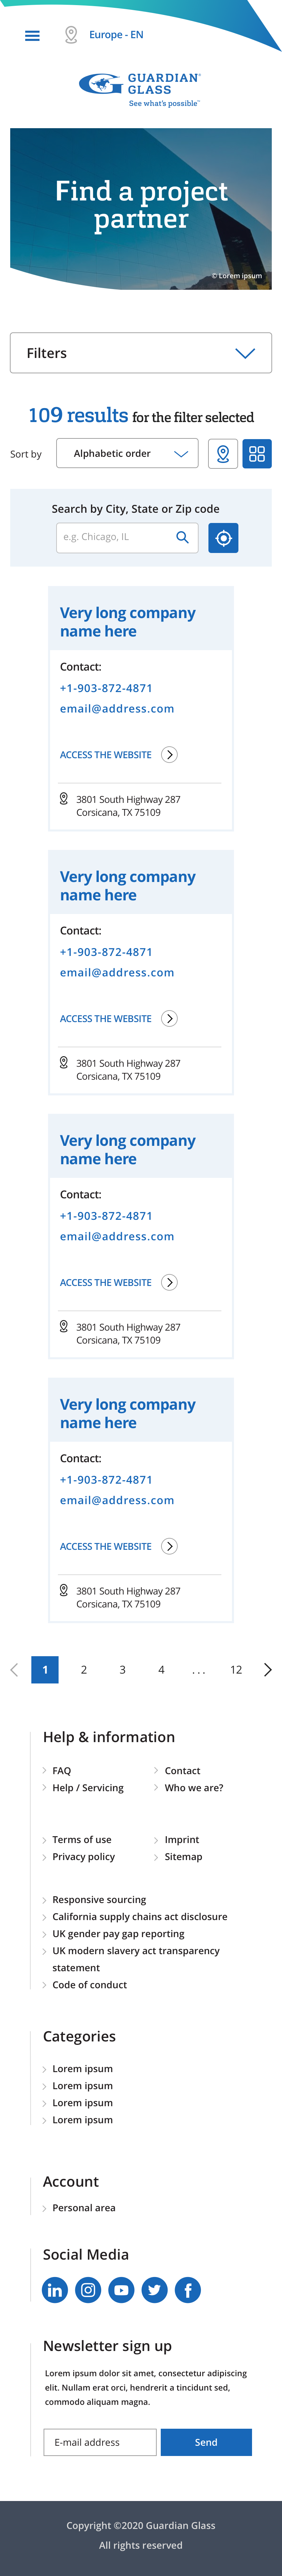 Europe - EN
GUARDIAN®
GLASS
See what's possible™
Find a project
partner
© Lorem ipsum
Filters
109 results for the filter selected
Sort by
Alphabetic order
Search by City, State or Zip code
e.g. Chicago, IL
Very long company
name here
Contact:
+1-903-872-4871
email@address.com
ACCESS THE WEBSITE
3801 South Highway 287
Corsicana, TX 75109
Very long company
name here
Contact:
+1-903-872-4871
email@address.com
ACCESS THE WEBSITE
3801 South Highway 287
Corsicana, TX 75109
Very long company
name here
Contact:
+1-903-872-4871
email@address.com
ACCESS THE WEBSITE
3801 South Highway 287
Corsicana, TX 75109
Very long company
name here
Contact:
+1-903-872-4871
email@address.com
ACCESS THE WEBSITE
3801 South Highway 287
Corsicana, TX 75109
1 2 3 4 ... 12
Help & information
FAQ Contact
Help / Servicing Who we are?
Terms of use Imprint
Privacy policy Sitemap
Responsive sourcing
California supply chains act disclosure
UK gender pay gap reporting
UK modern slavery act transparency
statement
Code of conduct
Categories
Lorem ipsum
Lorem ipsum
Lorem ipsum
Lorem ipsum
Account
Personal area
Social Media
Newsletter sign up
Lorem ipsum dolor sit amet, consectetur adipiscing
elit. Nullam erat orci, hendrerit a tincidunt sed,
commodo aliquam magna.
E-mail address
Send
Copyright ©2020 Guardian Glass
All rights reserved